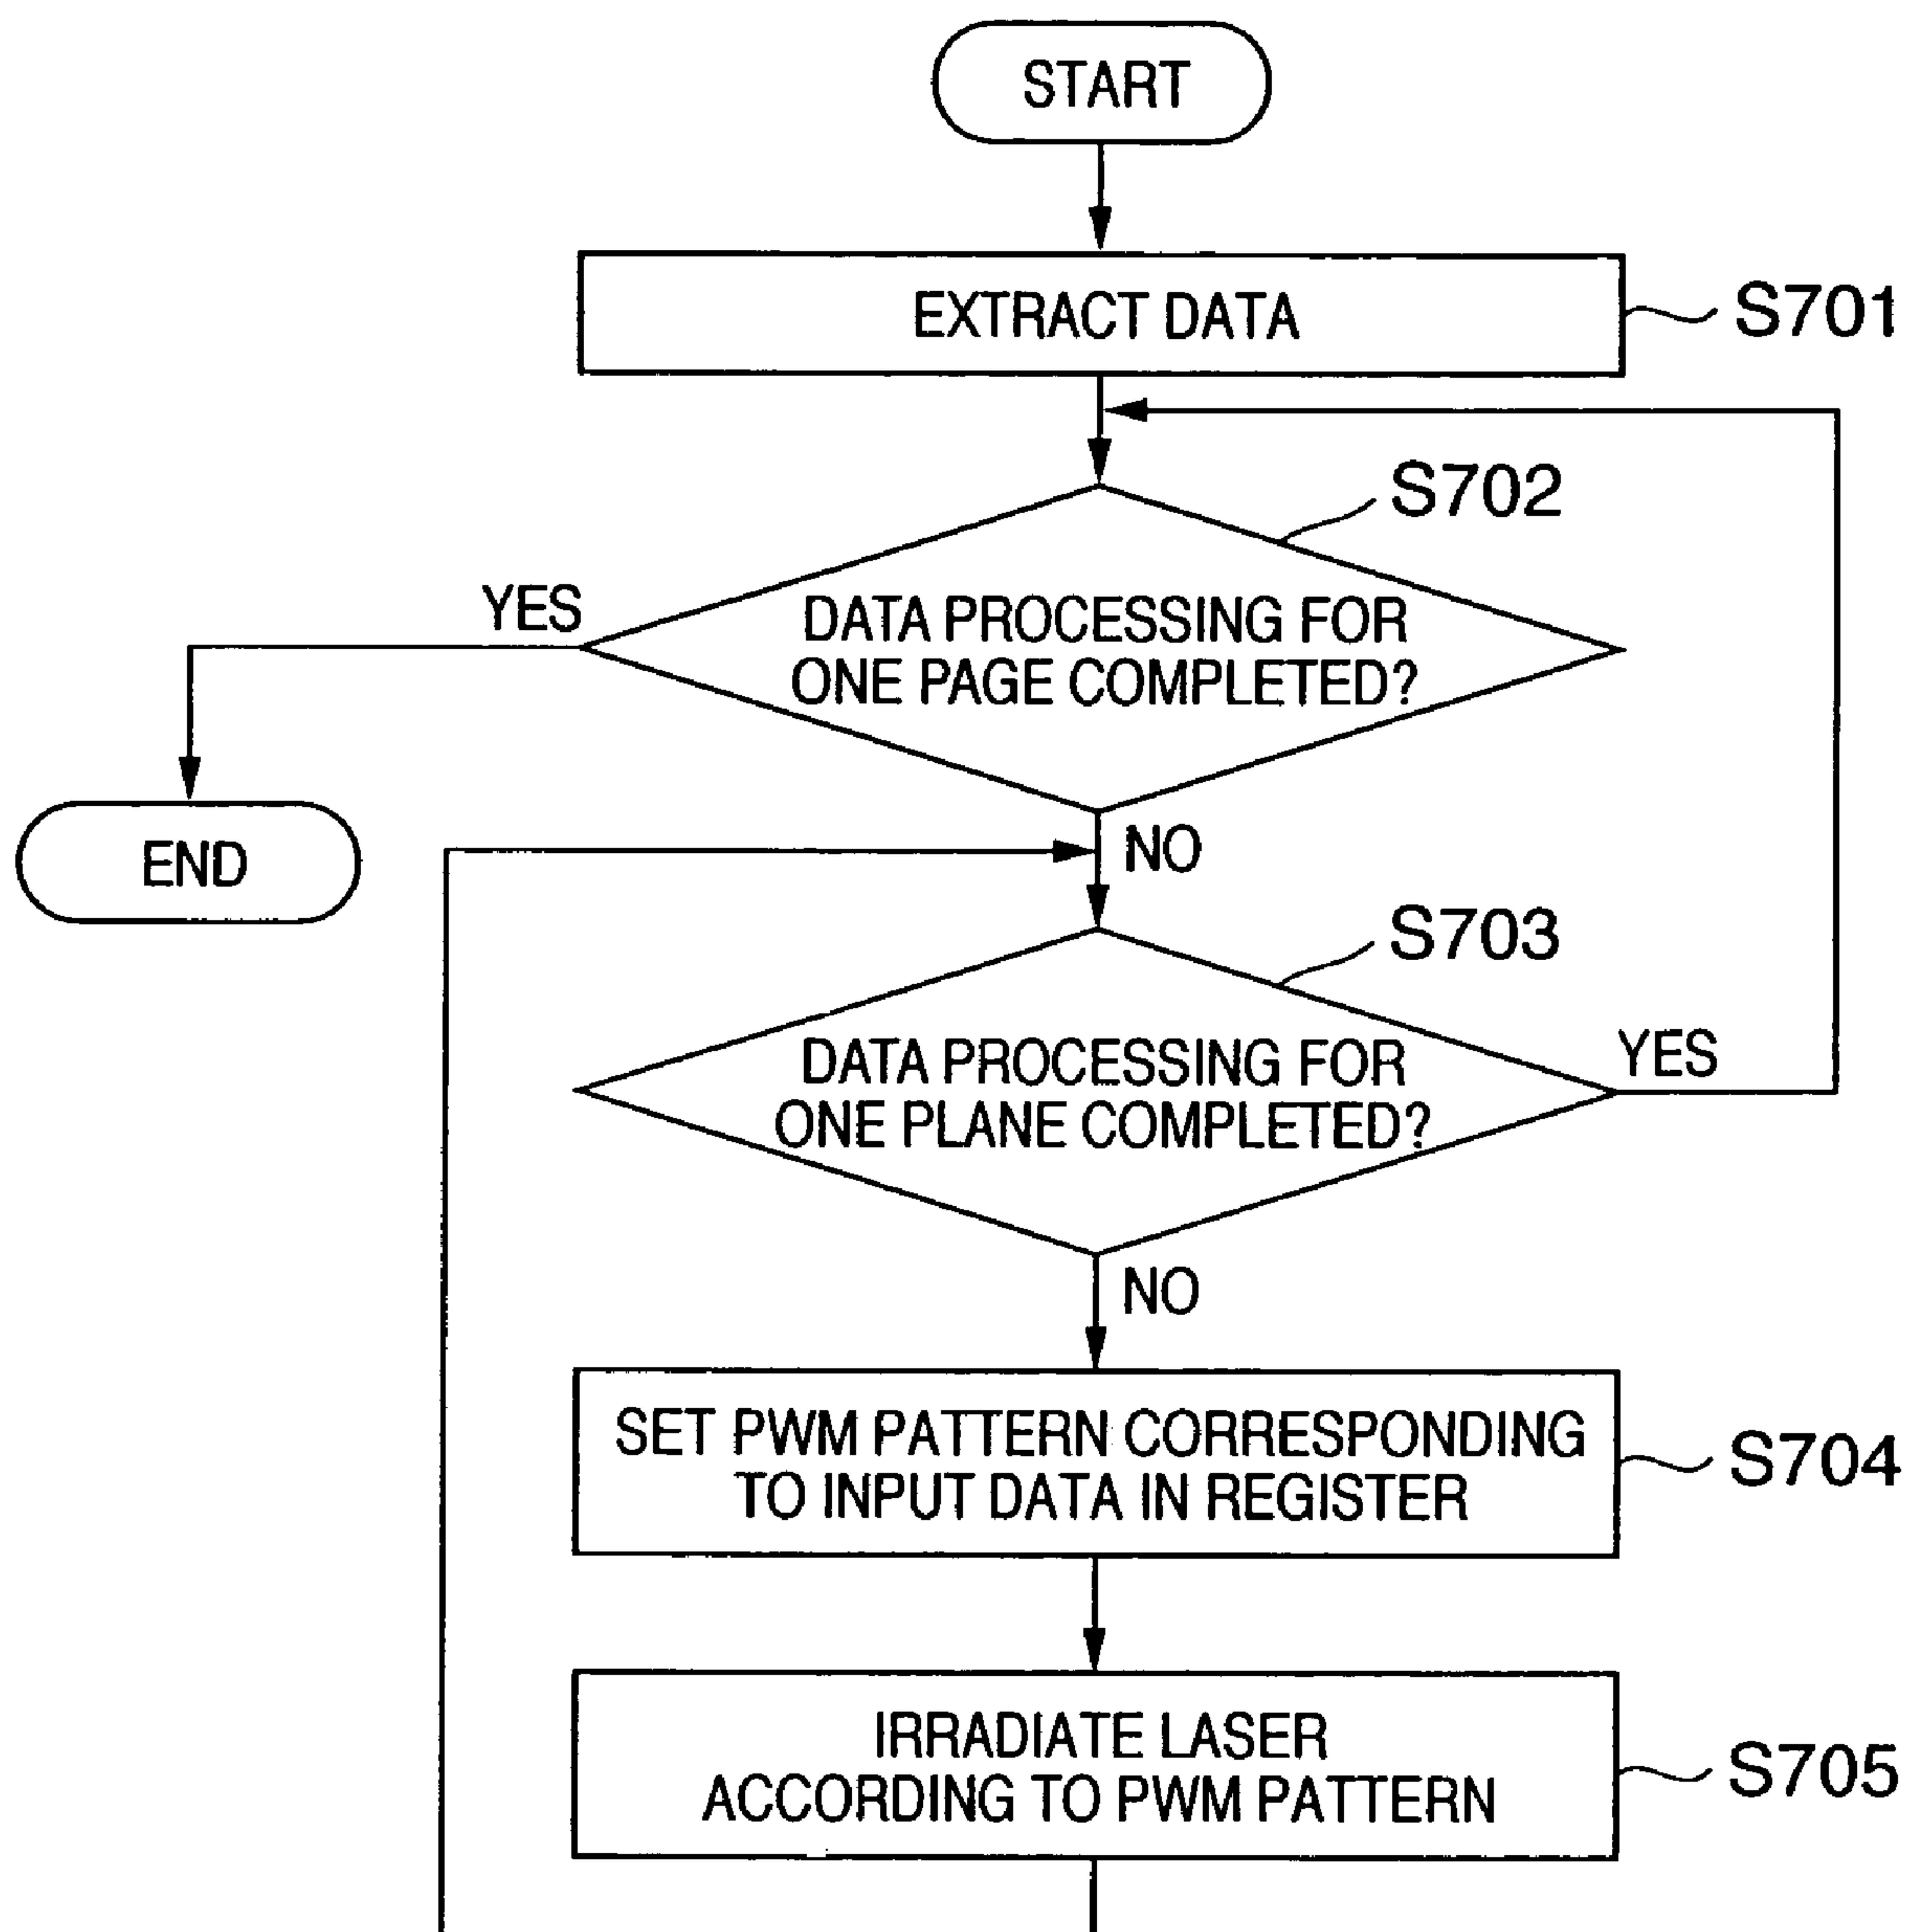 START
EXTRACT DATA
S701
S702
YES
DATA PROCESSING FOR
ONE PAGE COMPLETED?
NO
END
S703
DATA PROCESSING FOR
ONE PLANE COMPLETED?
YES
NO
SET PWM PATTERN CORRESPONDING
TO INPUT DATA IN REGISTER
S704
IRRADIATE LASER
ACCORDING TO PWM PATTERN
S705